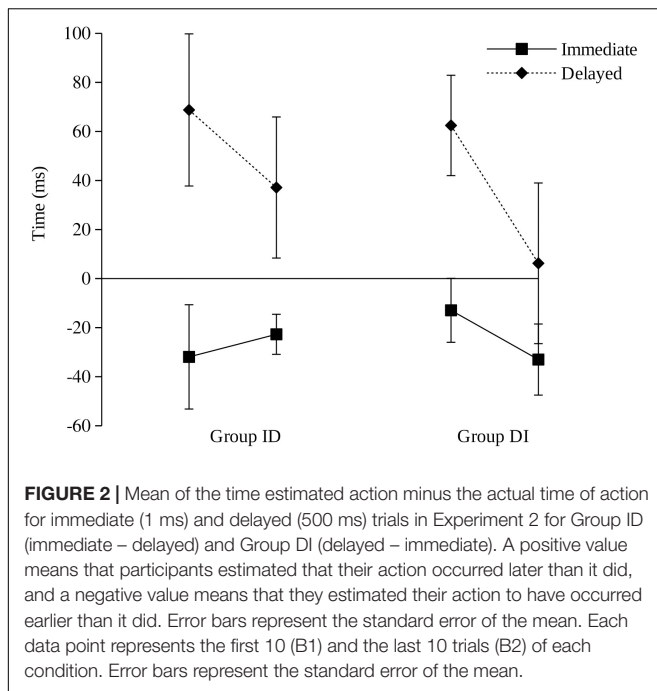 100
80
60
40
20
0
-20
-40
-60
Time (ms)
Immediate
Delayed
Group ID
Group DI
FIGURE 2 | Mean of the time estimated action minus the actual time of action
for immediate (1 ms) and delayed (500 ms) trials in Experiment 2 for Group ID
(immediate – delayed) and Group DI (delayed – immediate). A positive value
means that participants estimated that their action occurred later than it did,
and a negative value means that they estimated their action to have occurred
earlier than it did. Error bars represent the standard error of the mean. Each
data point represents the first 10 (B1) and the last 10 trials (B2) of each
condition. Error bars represent the standard error of the mean.